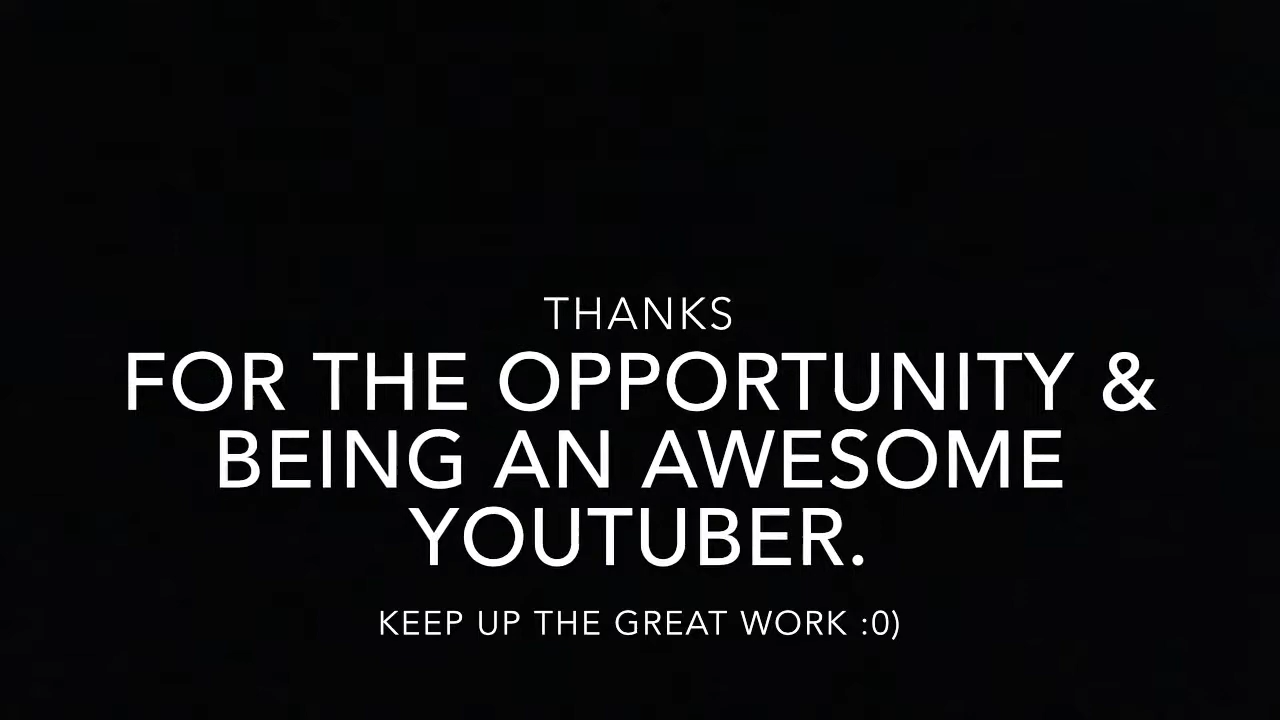 THANKS
FOR THE OPPORTUNITY &
BEING AN AWESOME
YOUTUBER.
KEEP UP THE GREAT WORK :0)